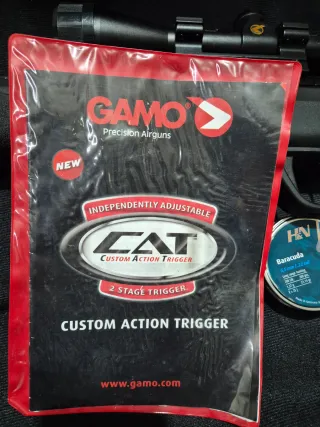 GAMO
Precision Airguns
NEW
INDEPENDENTLY ADJUSTABLE
CAT
CUSTOM ACTION TRIGGER
2 STAGE TRIGGER
CUSTOM ACTION TRIGGER
www.gamo.com
H&N
Baracuda